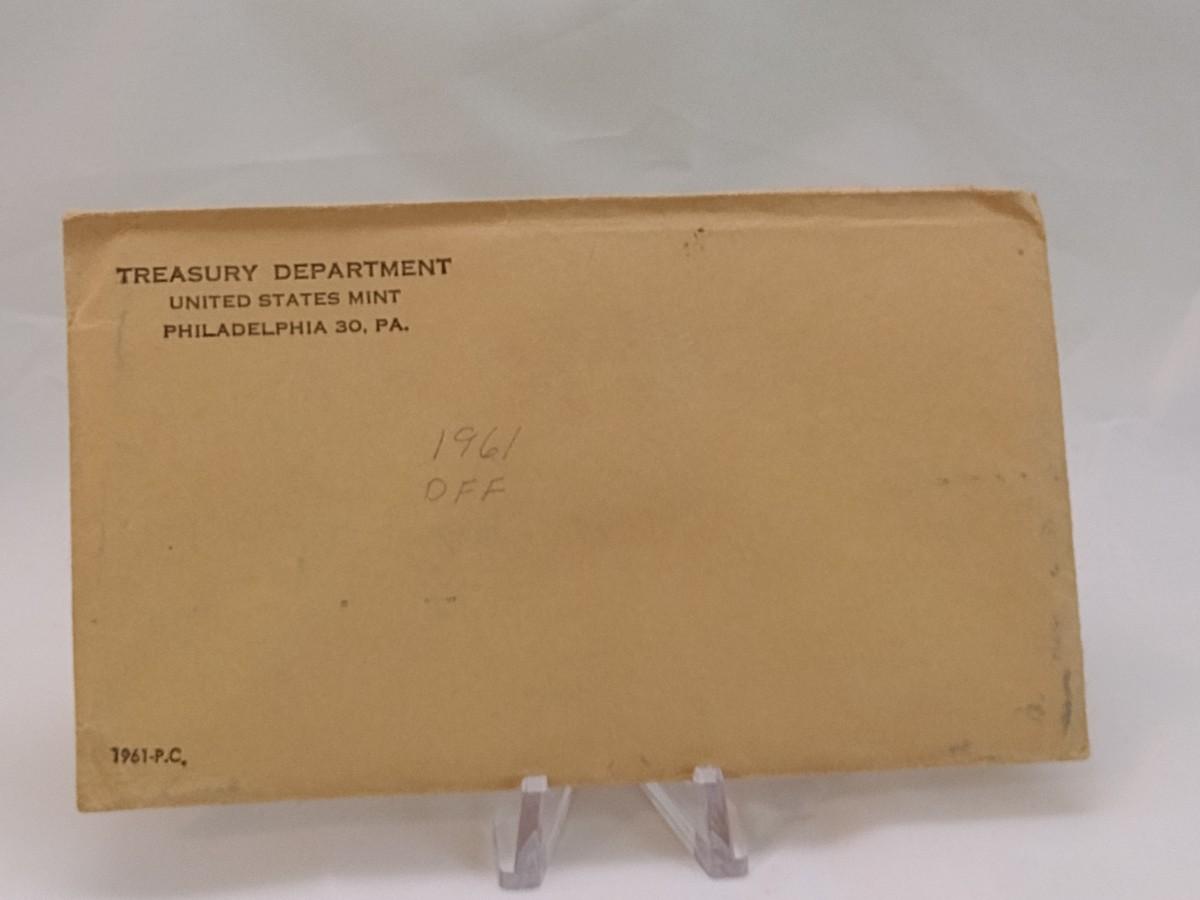 TREASURY DEPARTMENT
UNITED STATES MINT
PHILADELPHIA 30, PA.
1961
OFF
1961-P.C.